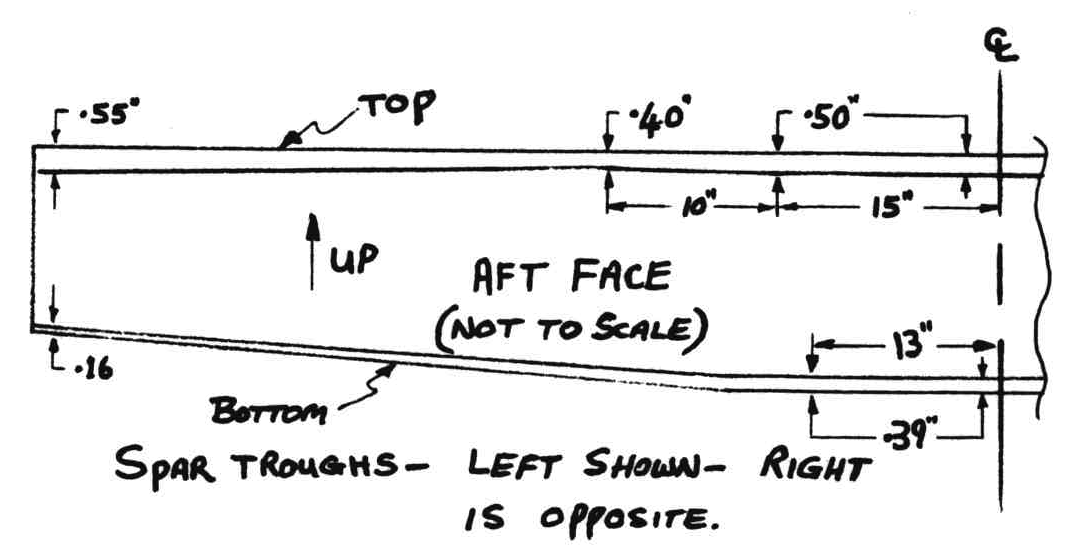 ℄
.55"
TOP
.40"
.50"
10"
15"
UP
AFT FACE
(NOT TO SCALE)
13"
.16
BOTTOM
.39"
SPAR TROUGHS- LEFT SHOWN- RIGHT
IS OPPOSITE.